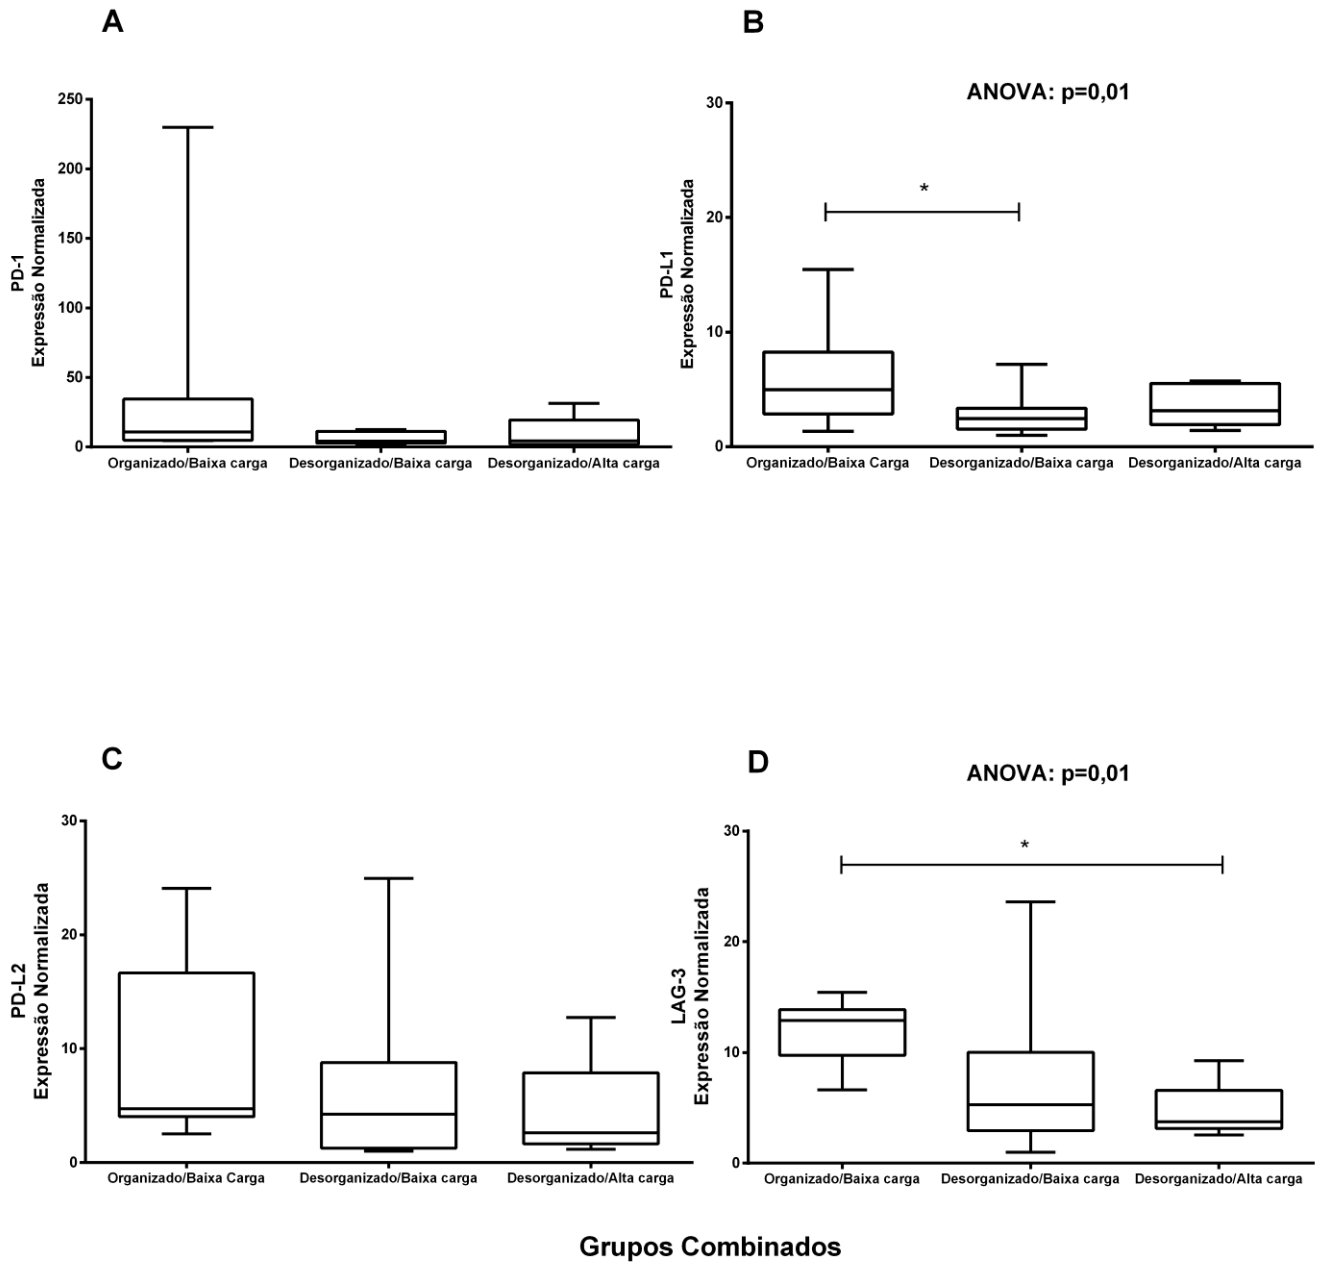 A
PD-1
Expressão Normalizada
250
200
150
100
50
0
Organizado/Baixa carga
Desorganizado/Baixa carga
Desorganizado/Alta carga
B
ANOVA: p=0,01
PD-L1
Expressão Normalizada
30
20
10
0
*
Organizado/Baixa Carga
Desorganizado/Baixa carga
Desorganizado/Alta carga
C
PD-L2
Expressão Normalizada
30
20
10
0
Organizado/Baixa Carga
Desorganizado/Baixa carga
Desorganizado/Alta carga
D
ANOVA: p=0,01
LAG-3
Expressão Normalizada
30
20
10
0
*
Organizado/Baixa carga
Desorganizado/Baixa carga
Desorganizado/Alta carga
Grupos Combinados